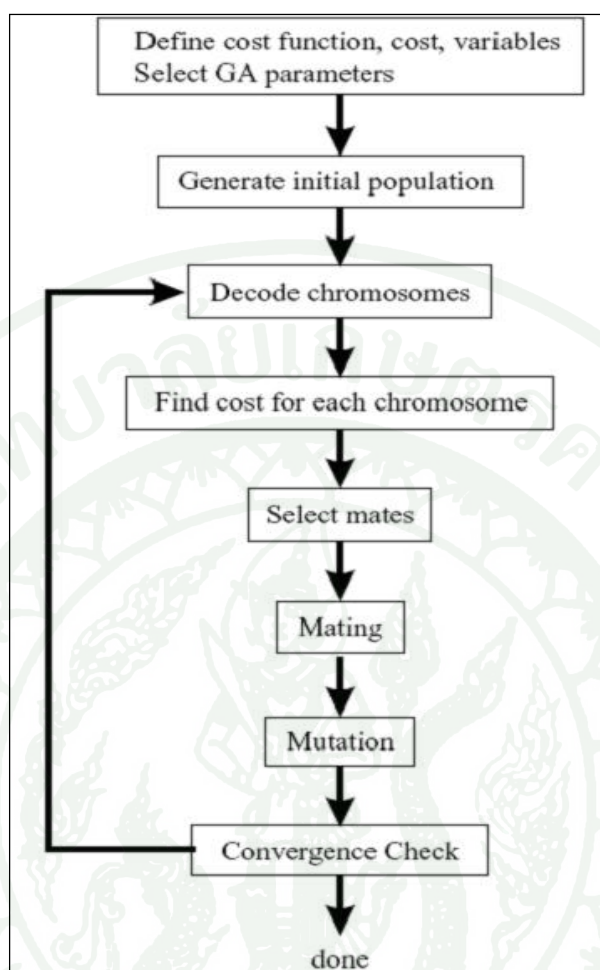 Define cost function, cost, variables
Select GA parameters
Generate initial population
Decode chromosomes
Find cost for each chromosome
Select mates
Mating
Mutation
Convergence Check
done